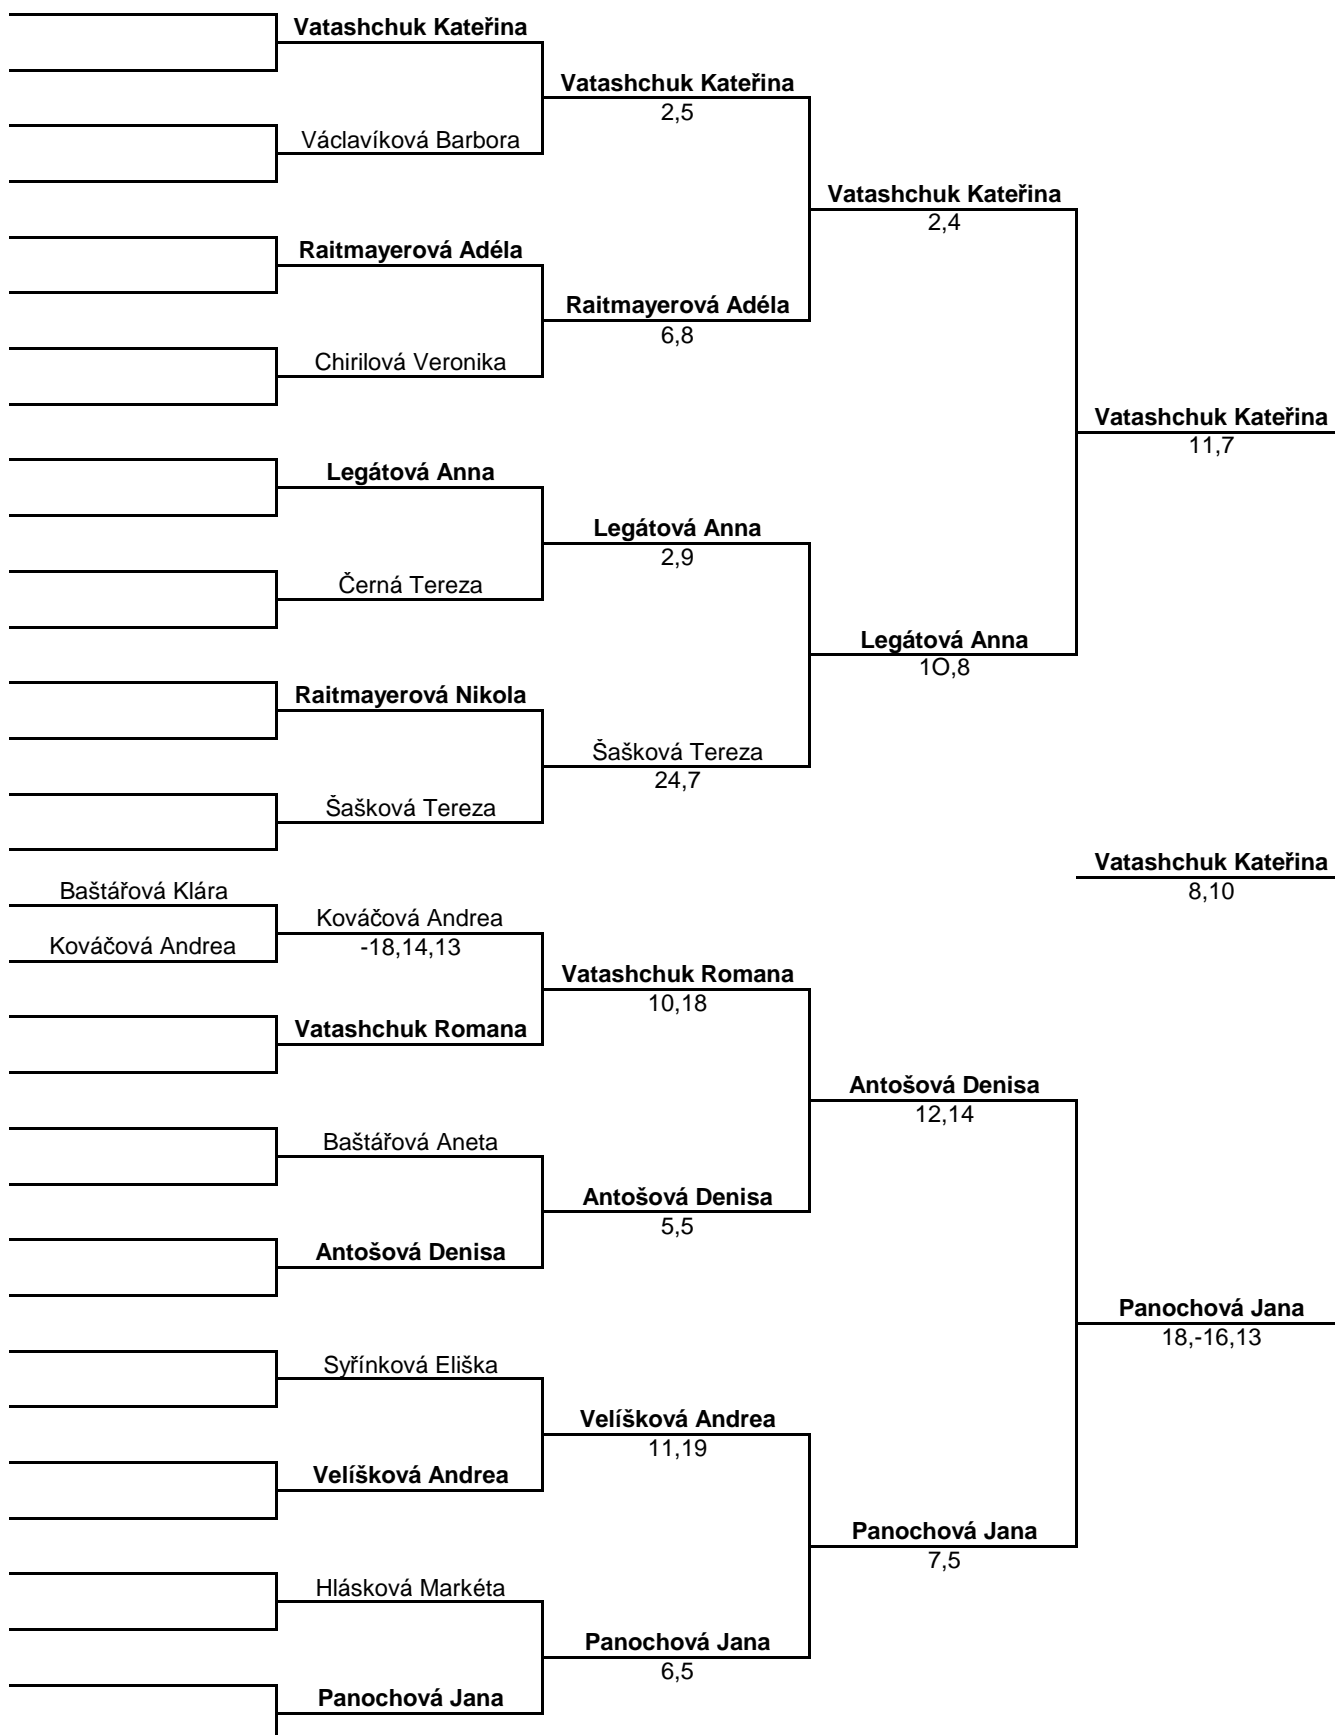 Vatashchuk Kateřina
Vatashchuk Kateřina
2,5
Václavíková Barbora
Vatashchuk Kateřina
2,4
Raitmayerová Adéla
Raitmayerová Adéla
6,8
Chirilová Veronika
Vatashchuk Kateřina
11,7
Legátová Anna
Legátová Anna
2,9
Černá Tereza
Legátová Anna
1O,8
Raitmayerová Nikola
Šašková Tereza
24,7
Šašková Tereza
Vatashchuk Kateřina
8,10
Baštářová Klára
Kováčová Andrea
Kováčová Andrea
-18,14,13
Vatashchuk Romana
10,18
Vatashchuk Romana
Antošová Denisa
12,14
Baštářová Aneta
Antošová Denisa
5,5
Antošová Denisa
Panochová Jana
18,-16,13
Syřínková Eliška
Velíšková Andrea
11,19
Velíšková Andrea
Panochová Jana
7,5
Hlásková Markéta
Panochová Jana
6,5
Panochová Jana